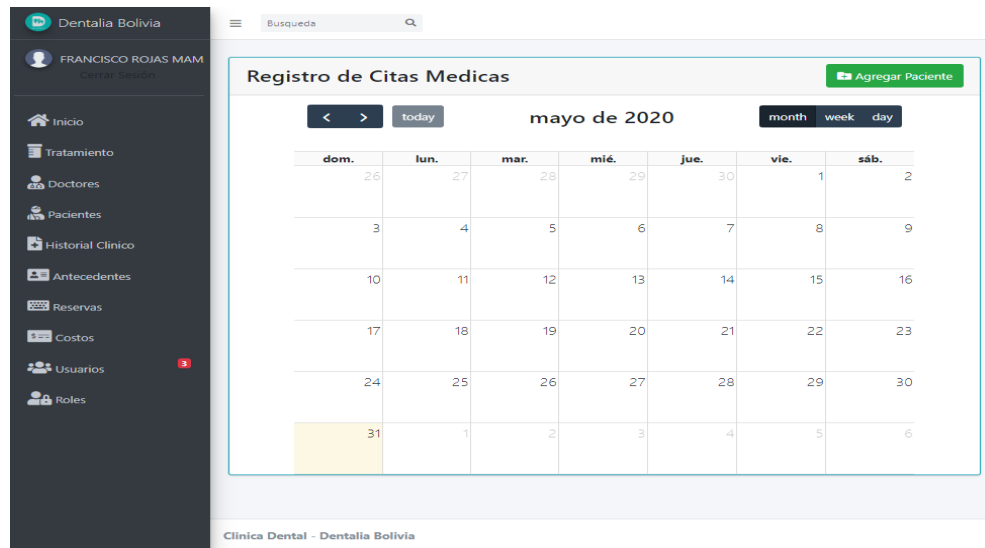 Dentalia Bolivia
FRANCISCO ROJAS MAM
Cerrar Sesión
Inicio
Tratamiento
Doctores
Pacientes
Historial Clinico
Antecedentes
Reservas
Costos
Usuarios 3
Roles
Busqueda
Registro de Citas Medicas
Agregar Paciente
today
mayo de 2020
month week day
dom. lun. mar. mié. jue. vie. sáb.
26 27 28 29 30 1 2
3 4 5 6 7 8 9
10 11 12 13 14 15 16
17 18 19 20 21 22 23
24 25 26 27 28 29 30
31 1 2 3 4 5 6
Clinica Dental - Dentalia Bolivia